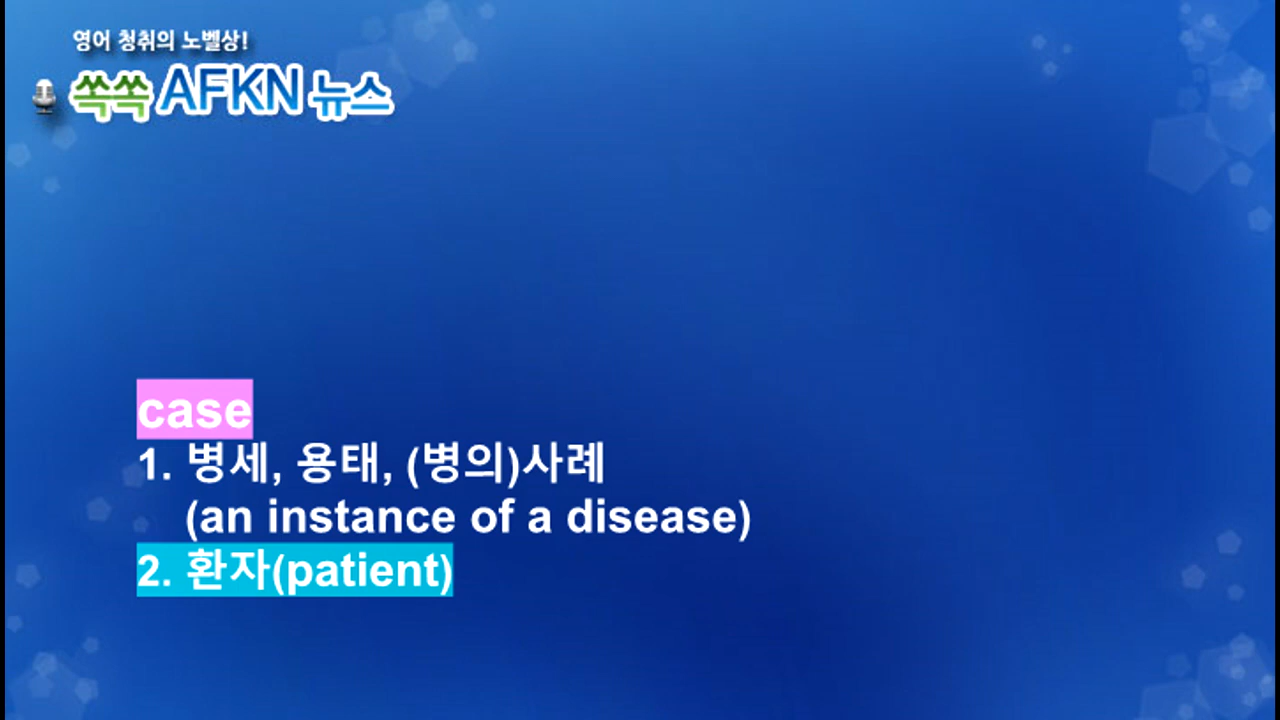 영어 청취의 노벨상!
쏙쏙 AFKN 뉴스
case
1. 병세, 용태, (병의)사례
(an instance of a disease)
2. 환자(patient)